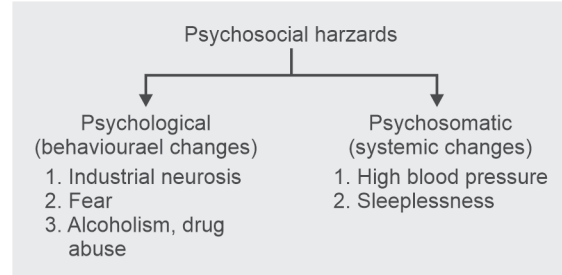 Psychosocial harzards
Psychological
(behaviourael changes)
1. Industrial neurosis
2. Fear
3. Alcoholism, drug
abuse
Psychosomatic
(systemic changes)
1. High blood pressure
2. Sleeplessness